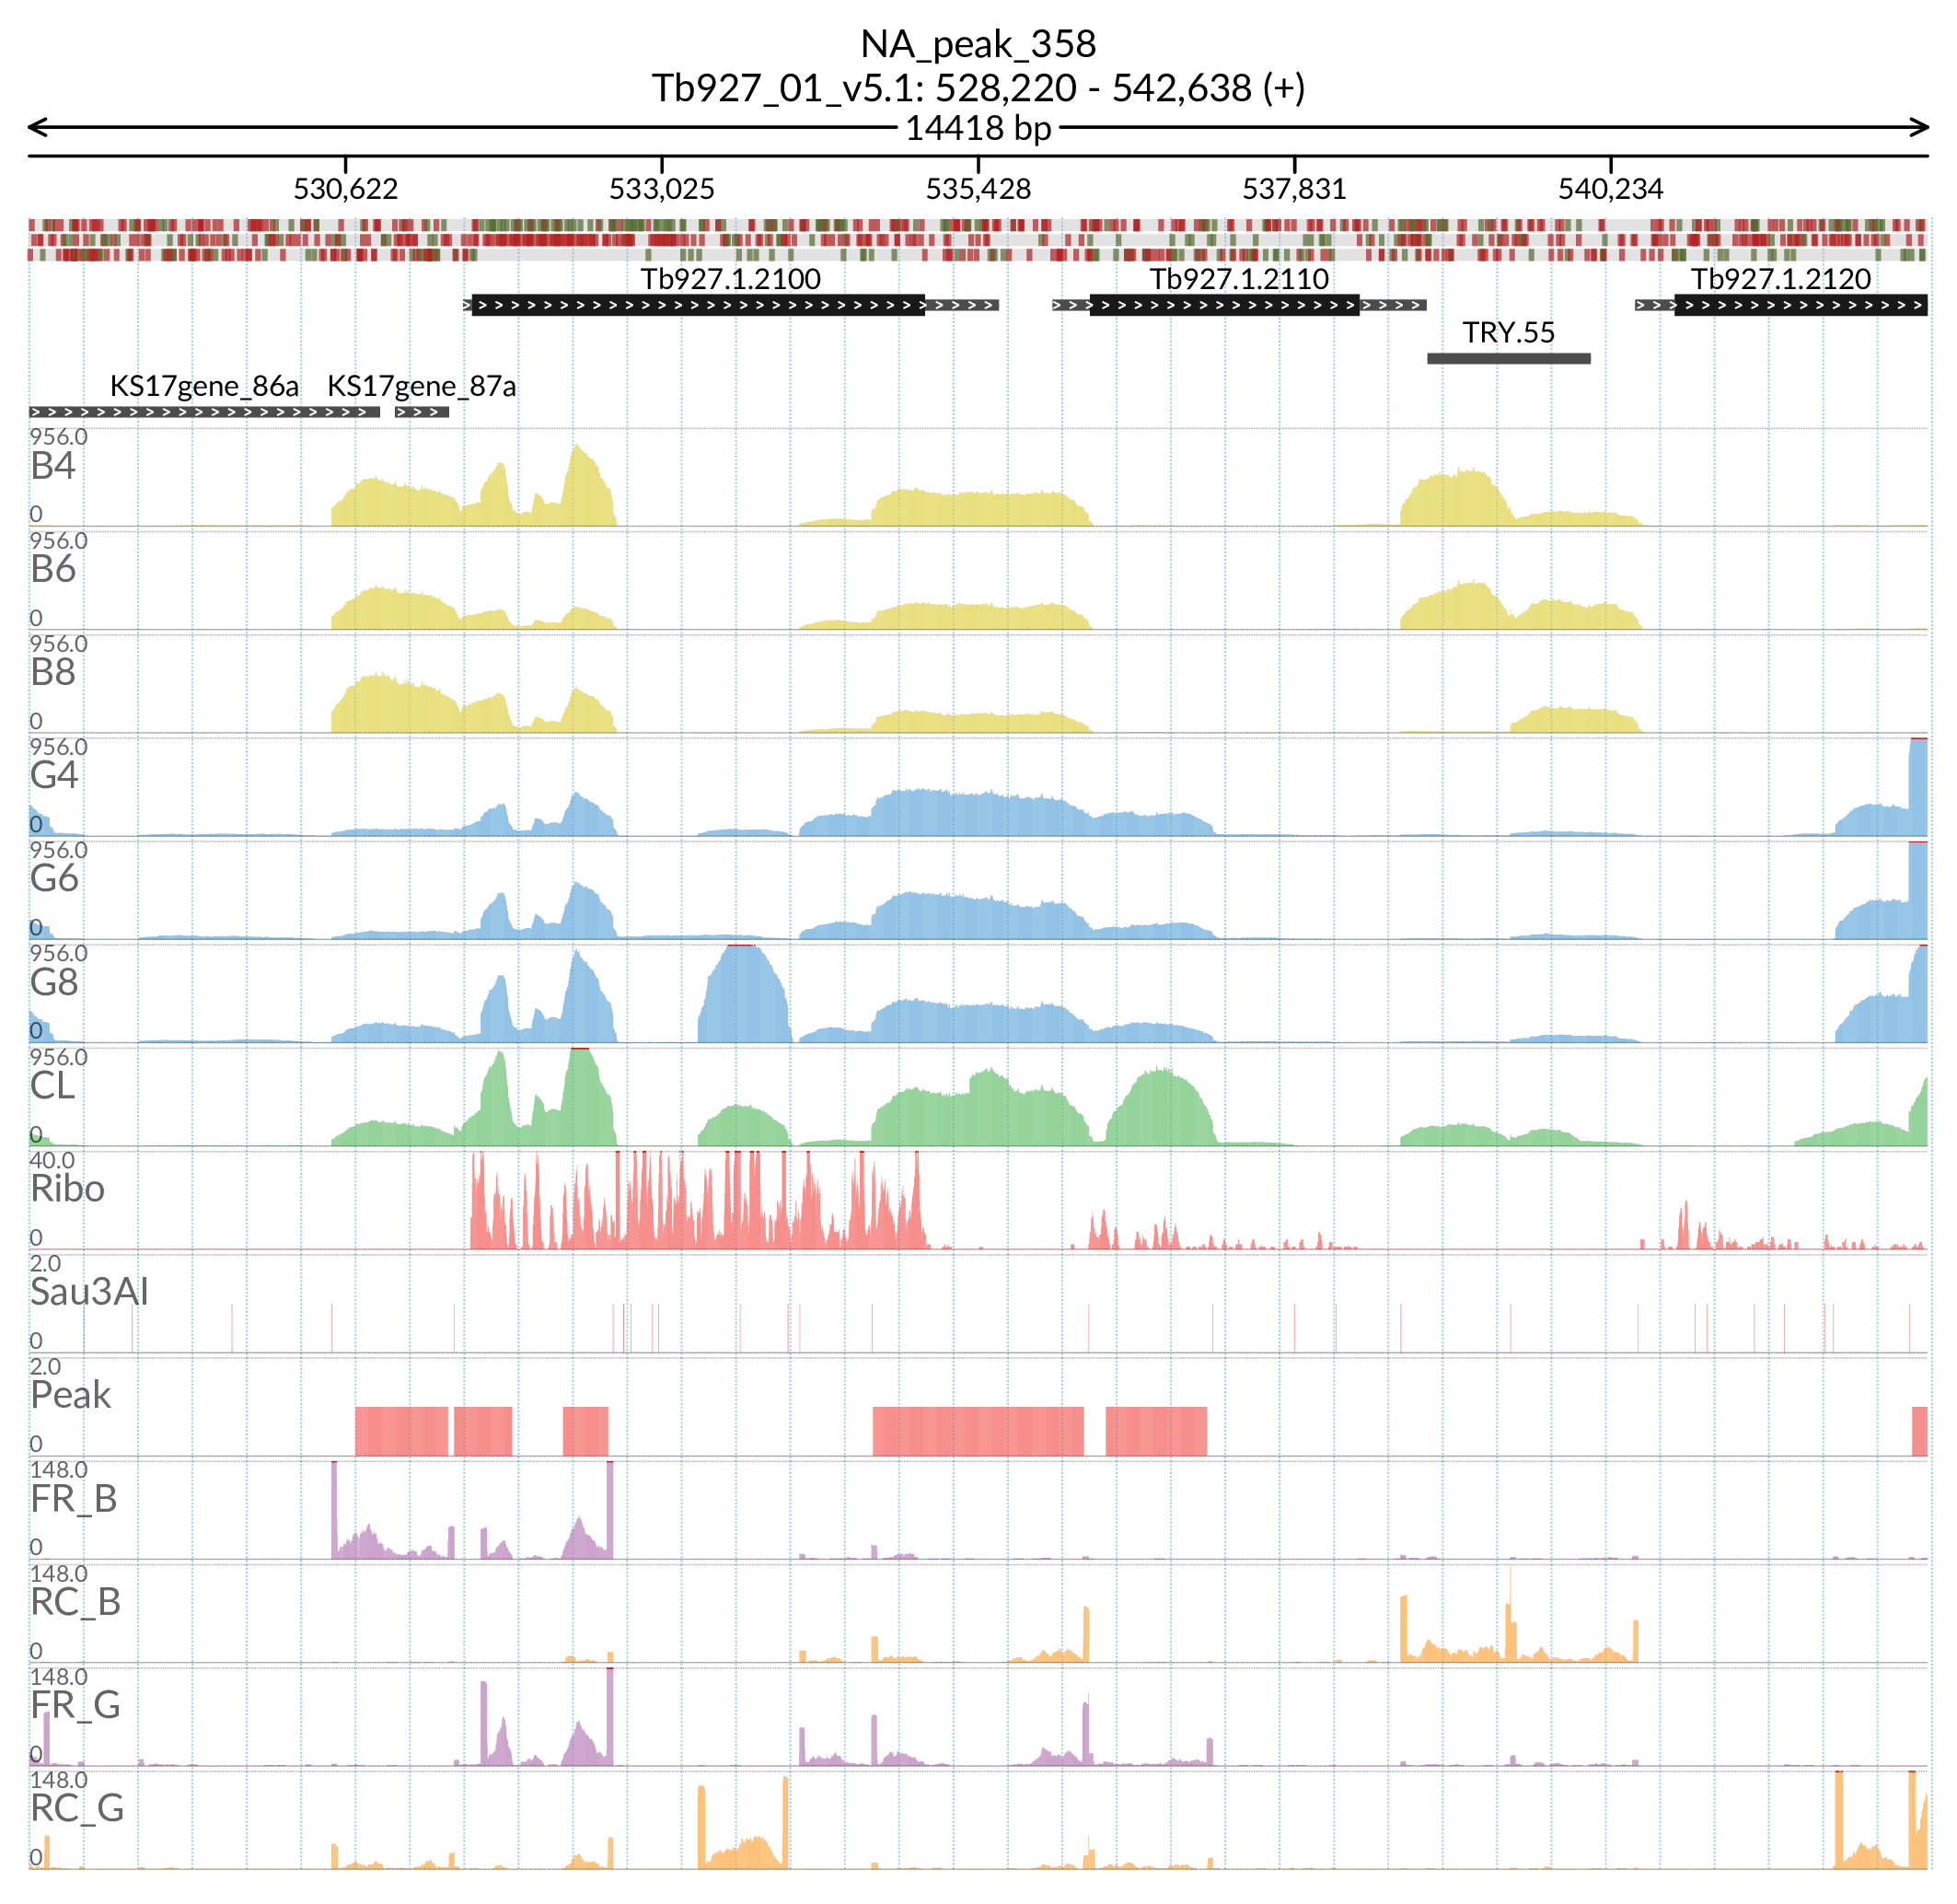 NA_peak_358
Tb927_01_v5.1: 528,220 - 542,638 (+)
14418 bp
530,622 533,025 535,428 537,831 540,234
Tb927.1.2100 Tb927.1.2110 Tb927.1.2120
TRY.55
KS17gene_86a KS17gene_87a
956.0
B4
0
956.0
B6
0
956.0
B8
0
956.0
G4
0
956.0
G6
0
956.0
G8
0
956.0
CL
0
40.0
Ribo
0
2.0
Sau3AI
0
2.0
Peak
0
148.0
FR_B
0
148.0
RC_B
0
148.0
FR_G
0
148.0
RC_G
0